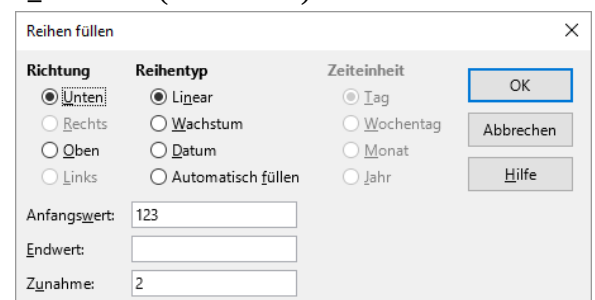 Reihen füllen
Richtung Reihentyp Zeiteinheit
Unten Linear Tag OK
Rechts Wachstum Wochentag Abbrechen
Oben Datum Monat
Links Automatisch füllen Jahr Hilfe
Anfangswert: 123
Endwert:
Zunahme: 2